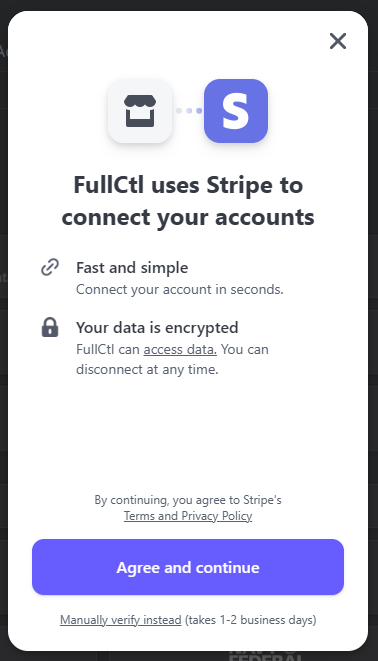 S
FullCtl uses Stripe to
connect your accounts
Fast and simple
Connect your account in seconds.
Your data is encrypted
FullCtl can access data. You can
disconnect at any time.
By continuing, you agree to Stripe's
Terms and Privacy Policy
Agree and continue
Manually verify instead (takes 1-2 business days)
FEDERAL